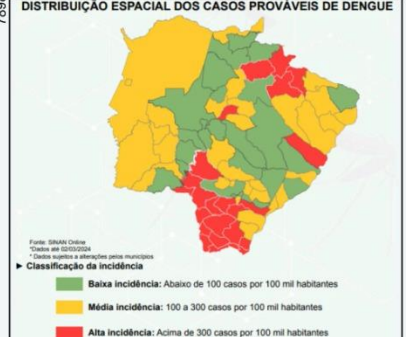 DISTRIBUIÇÃO ESPACIAL DOS CASOS PROVÁVEIS DE DENGUE
Fonte: SINAN Online
*Dados até 02/03/2024
* Dados sujeitos a alterações pelos municípios
► Classificação da incidência
Baixa incidência: Abaixo de 100 casos por 100 mil habitantes
Média incidência: 100 a 300 casos por 100 mil habitantes
Alta incidência: Acima de 300 casos por 100 mil habitantes